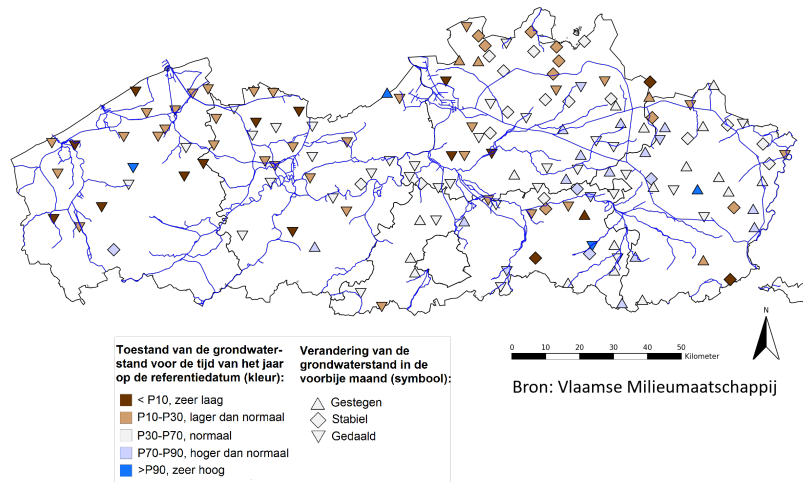 N
0 10 20 30 40 50
Kilometer
Bron: Vlaamse Milieumaatschappij
Toestand van de grondwater-
stand voor de tijd van het jaar
op de referentiedatum (kleur):
< P10, zeer laag
P10-P30, lager dan normaal
P30-P70, normaal
P70-P90, hoger dan normaal
>P90, zeer hoog
Verandering van de
grondwaterstand in de
voorbije maand (symbool):
Gestegen
Stabiel
Gedaald